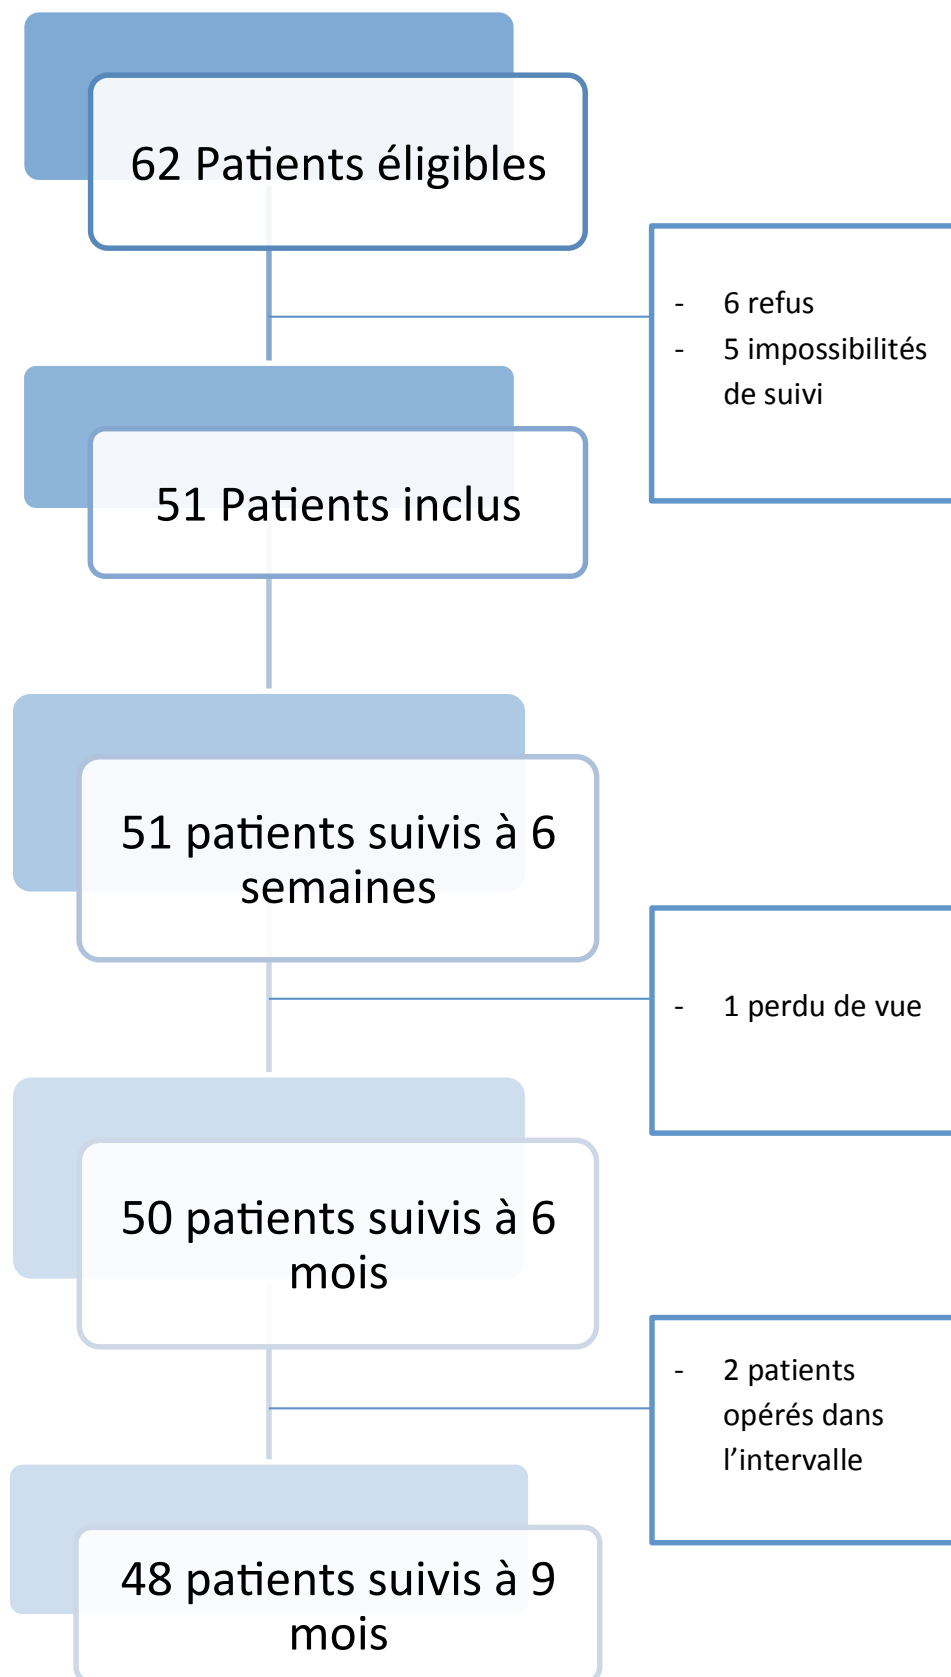 62 Patients éligibles
- 6 refus
- 5 impossibilités
de suivi
51 Patients inclus
51 patients suivis à 6
semaines
- 1 perdu de vue
50 patients suivis à 6
mois
- 2 patients
opérés dans
l’intervalle
48 patients suivis à 9
mois